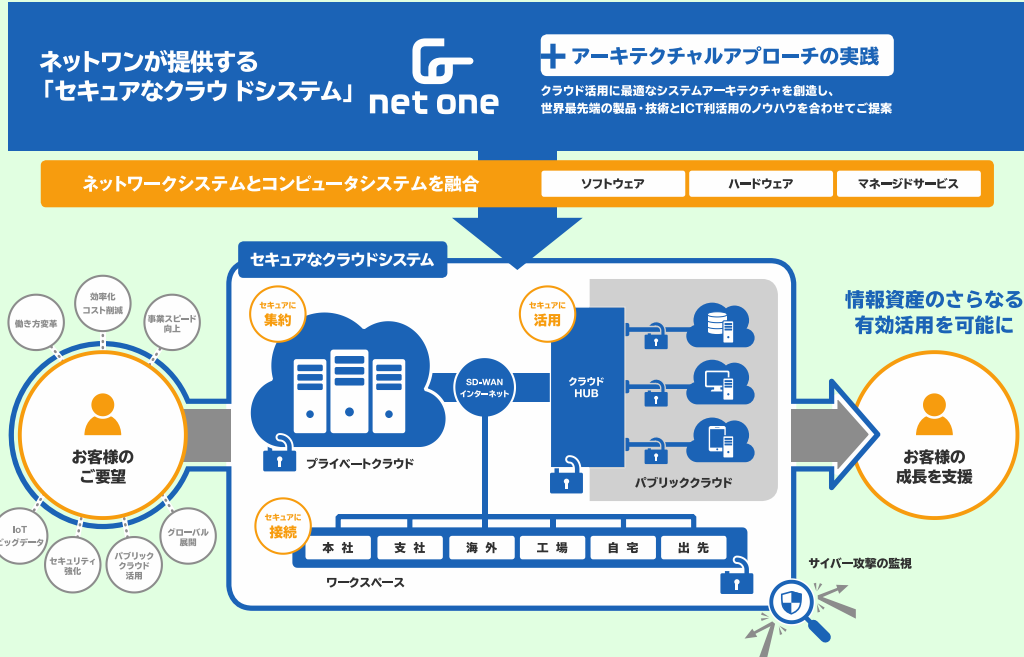 ネットワンが提供する
「セキュアなクラウドシステム」
net one
+ アーキテクチャルアプローチの実践
クラウド活用に最適なシステムアーキテクチャを創造し、
世界最先端の製品・技術とICT利活用のノウハウを合わせてご提案
ネットワークシステムとコンピュータシステムを融合
ソフトウェア
ハードウェア
マネージドサービス
セキュアなクラウドシステム
働き方変革
効率化
コスト削減
事業スピード
向上
お客様の
ご要望
IoT
ッグデータ
セキュリティ
強化
パブリック
クラウド
活用
グローバル
展開
セキュアに
集約
プライベートクラウド
SD-WAN
インターネット
セキュアに
活用
クラウド
HUB
パブリッククラウド
セキュアに
接続
本社
支社
海外
工場
自宅
出先
ワークスペース
情報資産のさらなる
有効活用を可能に
お客様の
成長を支援
サイバー攻撃の監視